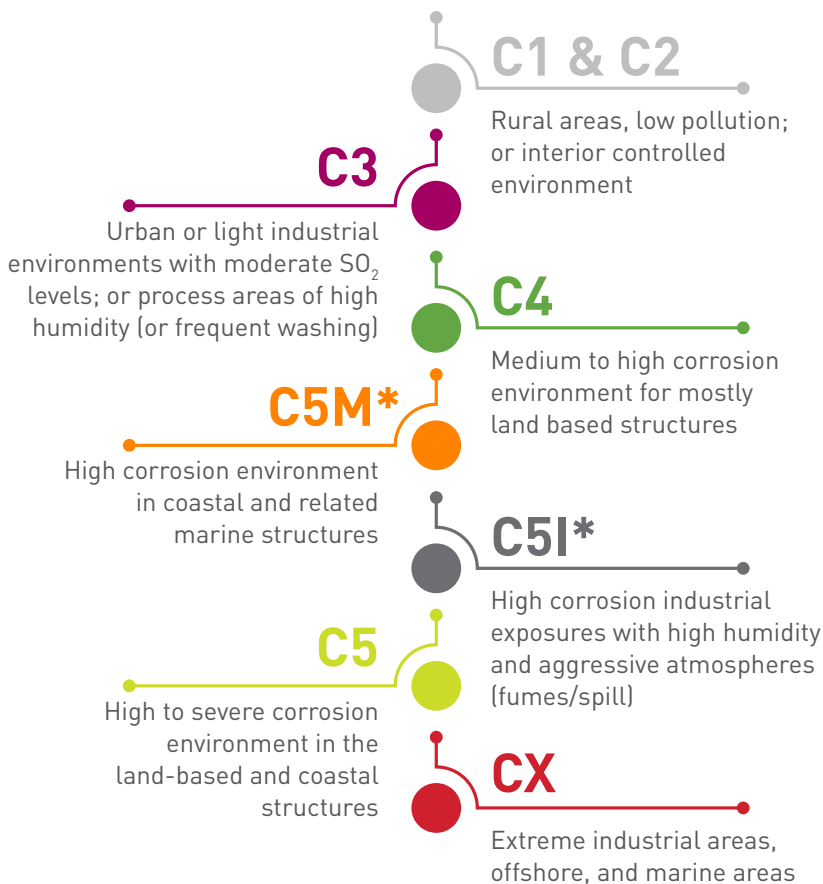 C1 & C2
Rural areas, low pollution;
or interior controlled
environment
C3
Urban or light industrial
environments with moderate SO₂
levels; or process areas of high
humidity (or frequent washing)
C4
Medium to high corrosion
environment for mostly
land based structures
C5M*
High corrosion environment
in coastal and related
marine structures
C5I*
High corrosion industrial
exposures with high humidity
and aggressive atmospheres
(fumes/spill)
C5
High to severe corrosion
environment in the
land-based and coastal
structures
CX
Extreme industrial areas,
offshore, and marine areas